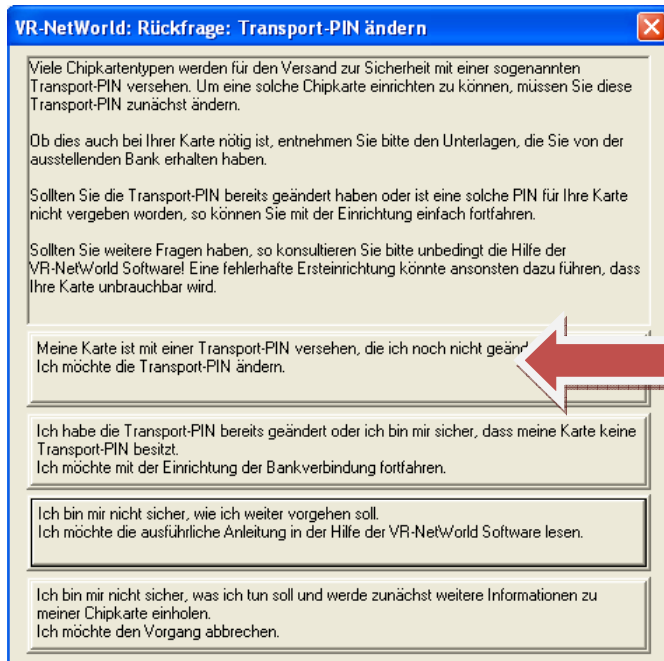 VR-NetWorld: Rückfrage: Transport-PIN ändern
Viele Chipkartentypen werden für den Versand zur Sicherheit mit einer sogenannten
Transport-PIN versehen. Um eine solche Chipkarte einrichten zu können, müssen Sie diese
Transport-PIN zunächst ändern.
Ob dies auch bei Ihrer Karte nötig ist, entnehmen Sie bitte den Unterlagen, die Sie von der
ausstellenden Bank erhalten haben.
Sollten Sie die Transport-PIN bereits geändert haben oder ist eine solche PIN für Ihre Karte
nicht vergeben worden, so können Sie mit der Einrichtung einfach fortfahren.
Sollten Sie weitere Fragen haben, so konsultieren Sie bitte unbedingt die Hilfe der
VR-NetWorld Software! Eine fehlerhafte Ersteinrichtung könnte ansonsten dazu führen, dass
Ihre Karte unbrauchbar wird.
Meine Karte ist mit einer Transport-PIN versehen, die ich noch nicht
Ich möchte die Transport-PIN ändern.
Ich habe die Transport-PIN bereits geändert oder ich bin mir sicher, dass meine Karte keine
Transport-PIN besitzt.
Ich möchte mit der Einrichtung der Bankverbindung fortfahren.
Ich bin mir nicht sicher, wie ich weiter vorgehen soll.
Ich möchte die ausführliche Anleitung in der Hilfe der VR-NetWorld Software lesen.
Ich bin mir nicht sicher, was ich tun soll und werde zunächst weitere Informationen zu
meiner Chipkarte einholen.
Ich möchte den Vorgang abbrechen.